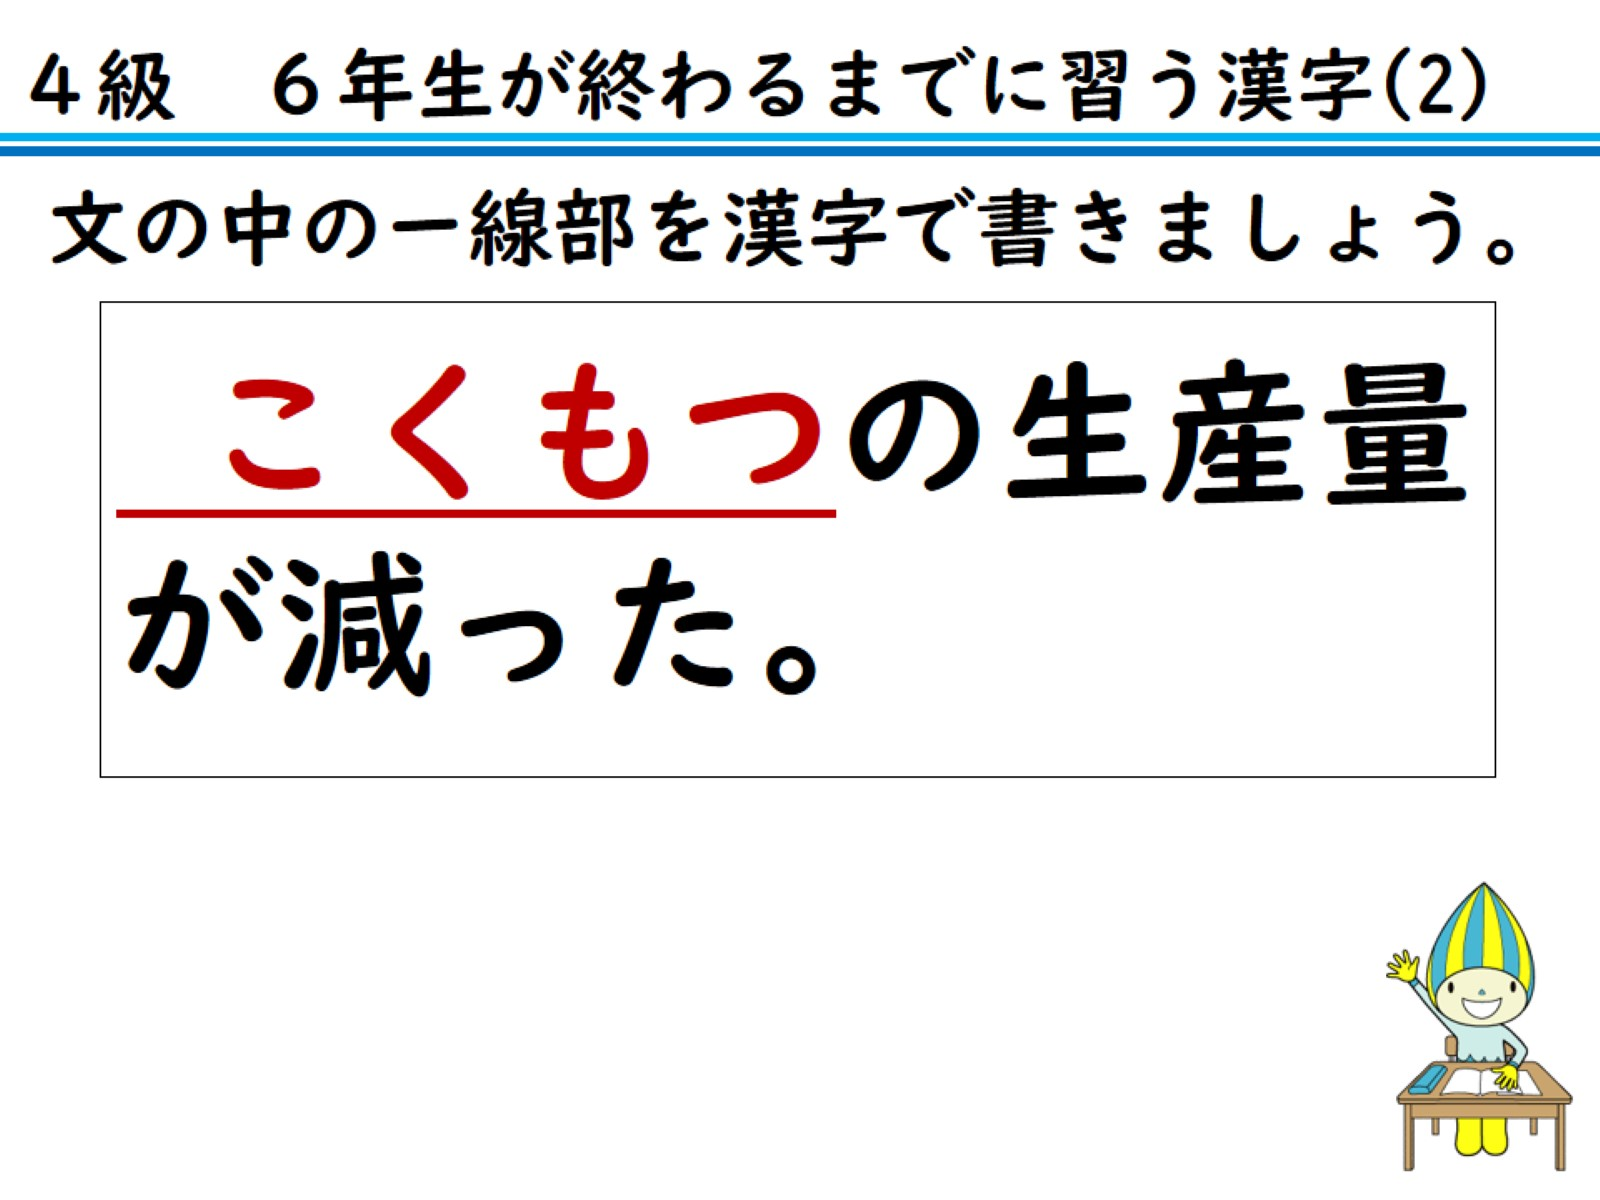 ４級　６年生が終わるまでに習う漢字(2)
文の中の一線部を漢字で書きましょう。
こくもつの生産量
が減った。